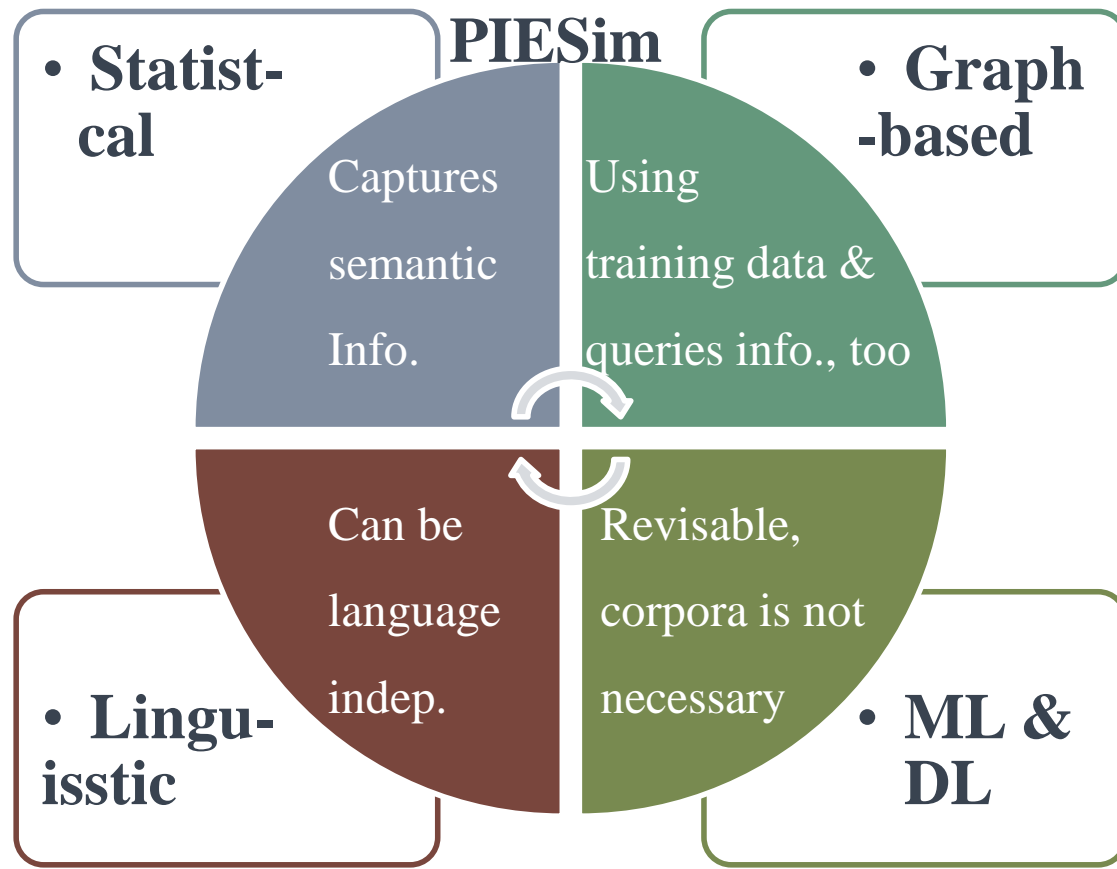 PIESim
• Statist-
cal
• Graph
-based
Captures
semantic
Info.
Using
training data &
queries info., too
Can be
language
indep.
Revisable,
corpora is not
necessary
• Lingu-
isstic
• ML &
DL